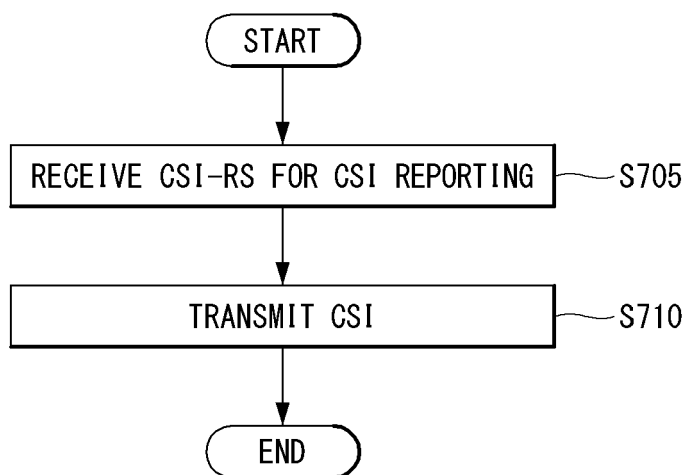 START
RECEIVE CSI-RS FOR CSI REPORTING
S705
TRANSMIT CSI
S710
END